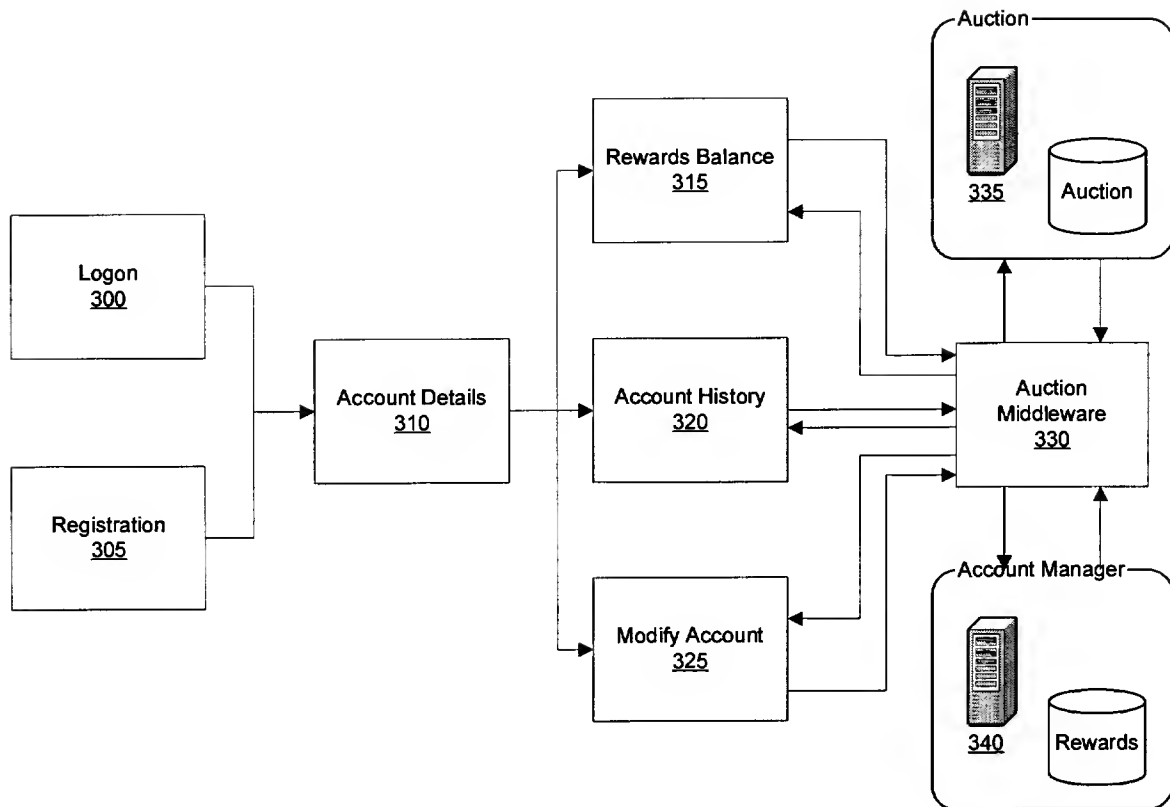 Auction
335
Auction
Rewards Balance
315
Logon
300
Account Details
310
Account History
320
Auction
Middleware
330
Registration
305
Modify Account
325
Account Manager
340
Rewards